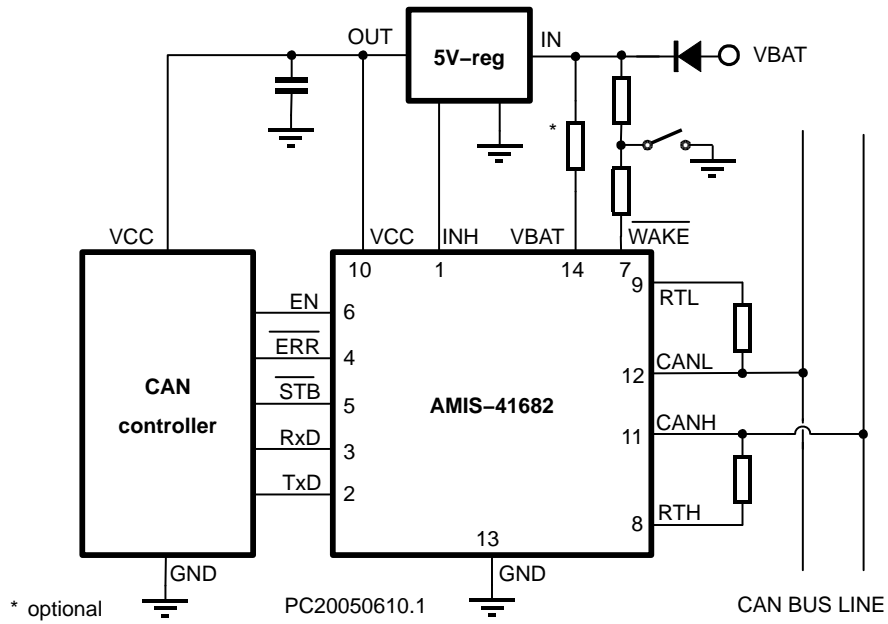 OUT
5V−reg
IN
VBAT
*
VCC
VCC
INH
VBAT
WAKE
10
1
14
7
9
RTL
EN
6
ERR
4
12
CANL
CAN
controller
STB
5
AMIS−41682
RxD
3
11
CANH
TxD
2
8
RTH
13
GND
GND
* optional
PC20050610.1
CAN BUS LINE